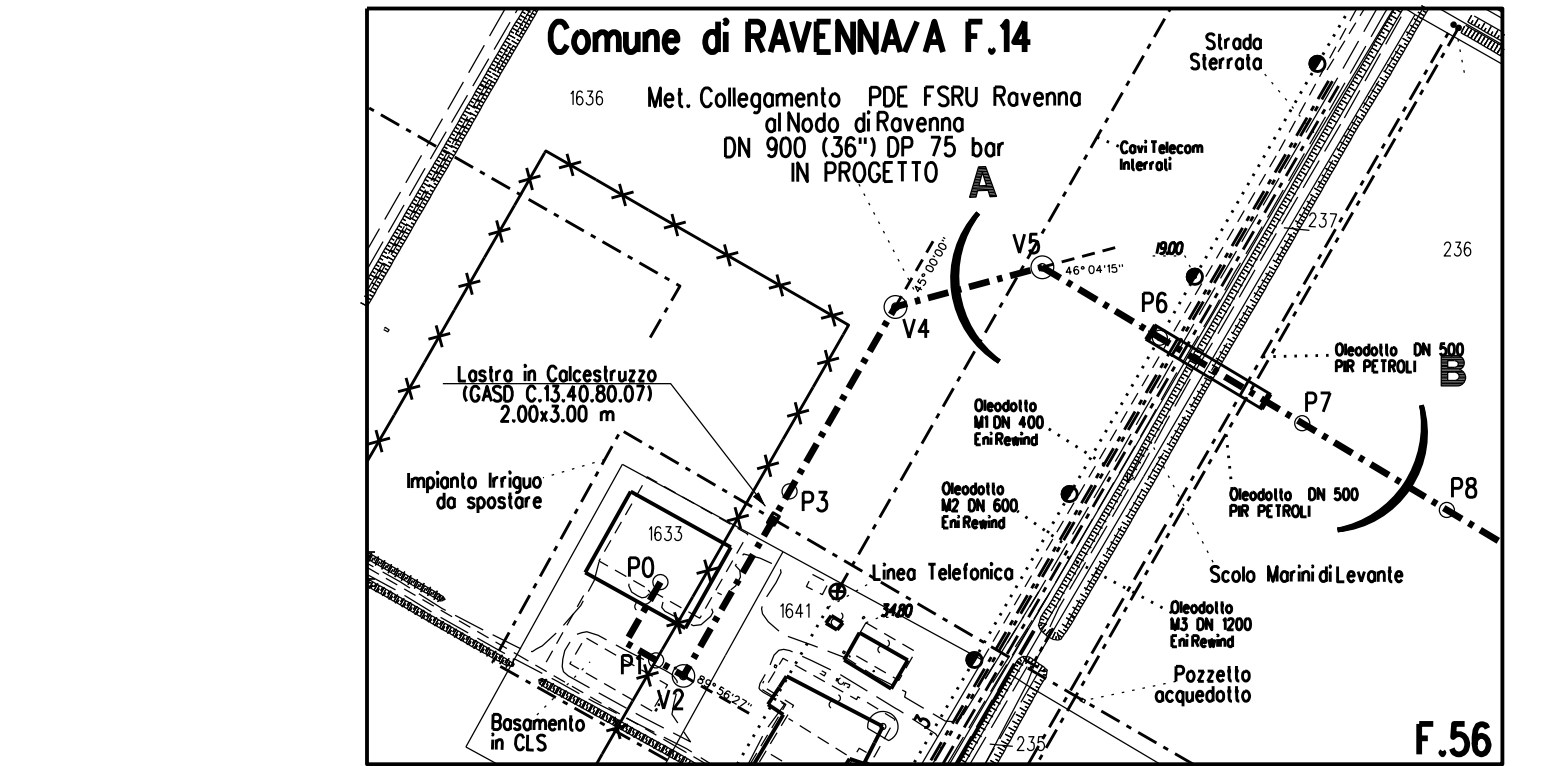 Comune di RAVENNA/A F.14
Strada
Sterrata
1636
Met. Collegamento PDE FSRU Ravenna
al Nodo di Ravenna
DN 900 (36") DP 75 bar
IN PROGETTO
Cavi Telecom
Interrati
A
237
236
V5
19.00
45°00'00"
46°04'15"
P6
V4
Oleodotto DN 500
PIR PETROLI
B
Lastra in Calcestruzzo
(GASD C.13.40.80.07)
2.00x3.00 m
Oleodotto
M1 DN 400
Eni Rewind
P7
Impianto Irriguo
da spostare
P3
Oleodotto
M2 DN 600
Eni Rewind
Oleodotto DN 500
PIR PETROLI
P8
1633
P0
Linea Telefonica
Scolo Marini di Levante
1641
34.80
Oleodotto
M3 DN 1200
Eni Rewind
P1
V2
89°56'27"
Pozzetto
acquedotto
Basamento
in CLS
3
235
F.56